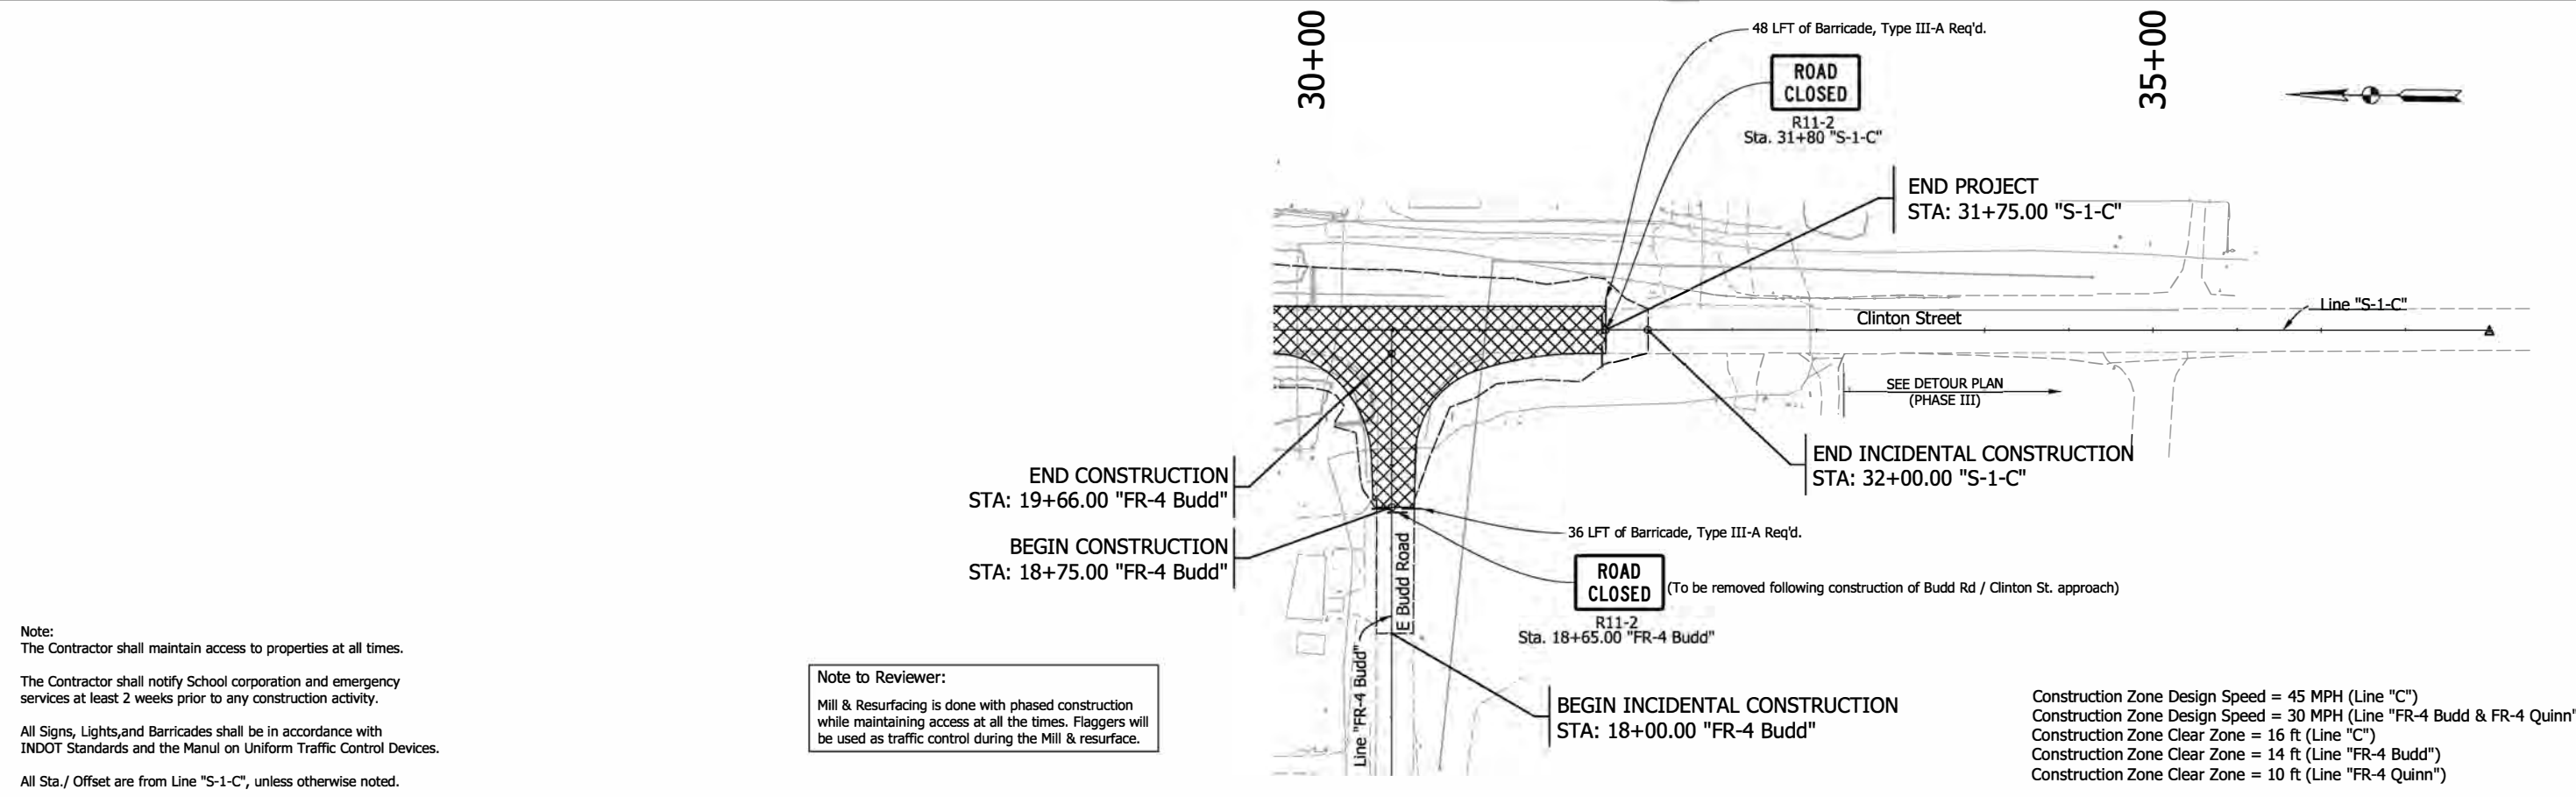 30+00
35+00
48 LFT of Barricade, Type III-A Req'd.
ROAD
CLOSED
R11-2
Sta. 31+80 "S-1-C"
END PROJECT
STA: 31+75.00 "S-1-C"
Line "S-1-C"
Clinton Street
SEE DETOUR PLAN
(PHASE III)
END INCIDENTAL CONSTRUCTION
STA: 32+00.00 "S-1-C"
END CONSTRUCTION
STA: 19+66.00 "FR-4 Budd"
BEGIN CONSTRUCTION
STA: 18+75.00 "FR-4 Budd"
36 LFT of Barricade, Type III-A Req'd.
E Budd Road
ROAD
CLOSED
(To be removed following construction of Budd Rd / Clinton St. approach)
R11-2
Sta. 18+65.00 "FR-4 Budd"
Line "FR-4 Budd"
BEGIN INCIDENTAL CONSTRUCTION
STA: 18+00.00 "FR-4 Budd"
Note:
The Contractor shall maintain access to properties at all times.
The Contractor shall notify School corporation and emergency
services at least 2 weeks prior to any construction activity.
All Signs, Lights,and Barricades shall be in accordance with
INDOT Standards and the Manul on Uniform Traffic Control Devices.
All Sta./ Offset are from Line "S-1-C", unless otherwise noted.
Note to Reviewer:
Mill & Resurfacing is done with phased construction
while maintaining access at all the times. Flaggers will
be used as traffic control during the Mill & resurface.
Construction Zone Design Speed = 45 MPH (Line "C")
Construction Zone Design Speed = 30 MPH (Line "FR-4 Budd & FR-4 Quinn"
Construction Zone Clear Zone = 16 ft (Line "C")
Construction Zone Clear Zone = 14 ft (Line "FR-4 Budd")
Construction Zone Clear Zone = 10 ft (Line "FR-4 Quinn")